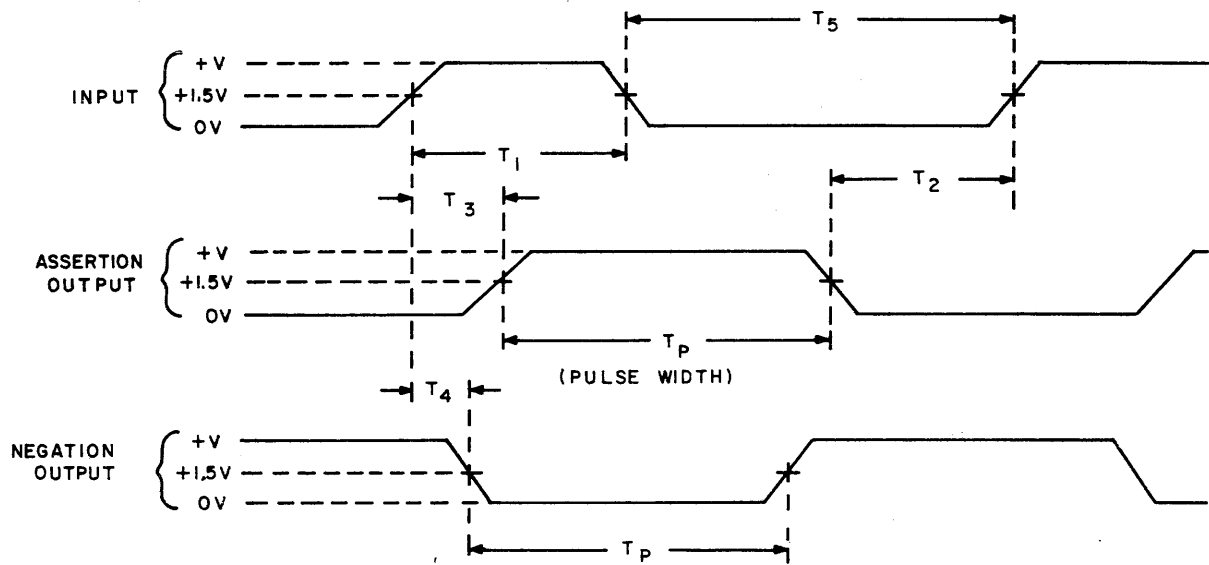 T5
+V
INPUT
+1.5V
0V
T1
T2
T3
+V
ASSERTION
OUTPUT
+1.5V
0V
TP
(PULSE WIDTH)
T4
+V
NEGATION
OUTPUT
+1.5V
0V
TP